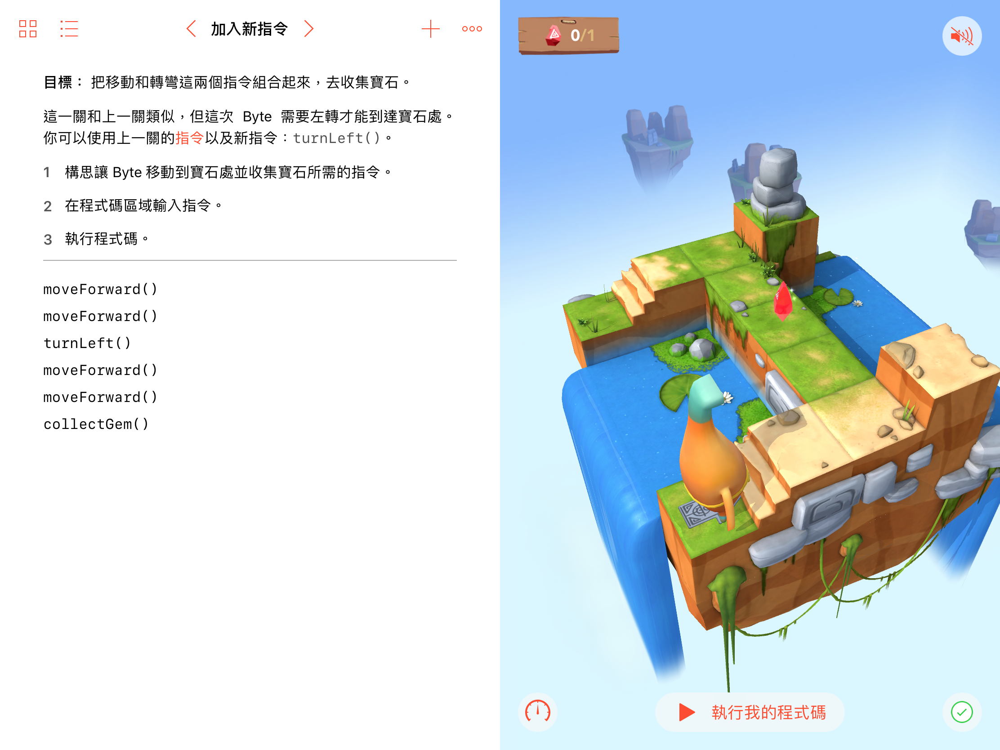 加入新指令
目標： 把移動和轉彎這兩個指令組合起來，去收集寶石。
這一關和上一關類似，但這次 Byte 需要左轉才能到達寶石處。
你可以使用上一關的指令以及新指令：turnLeft()。
1 構思讓 Byte 移動到寶石處並收集寶石所需的指令。
2 在程式碼區域輸入指令。
3 執行程式碼。
moveForward()
moveForward()
turnLeft()
moveForward()
moveForward()
collectGem()
0/1
執行我的程式碼